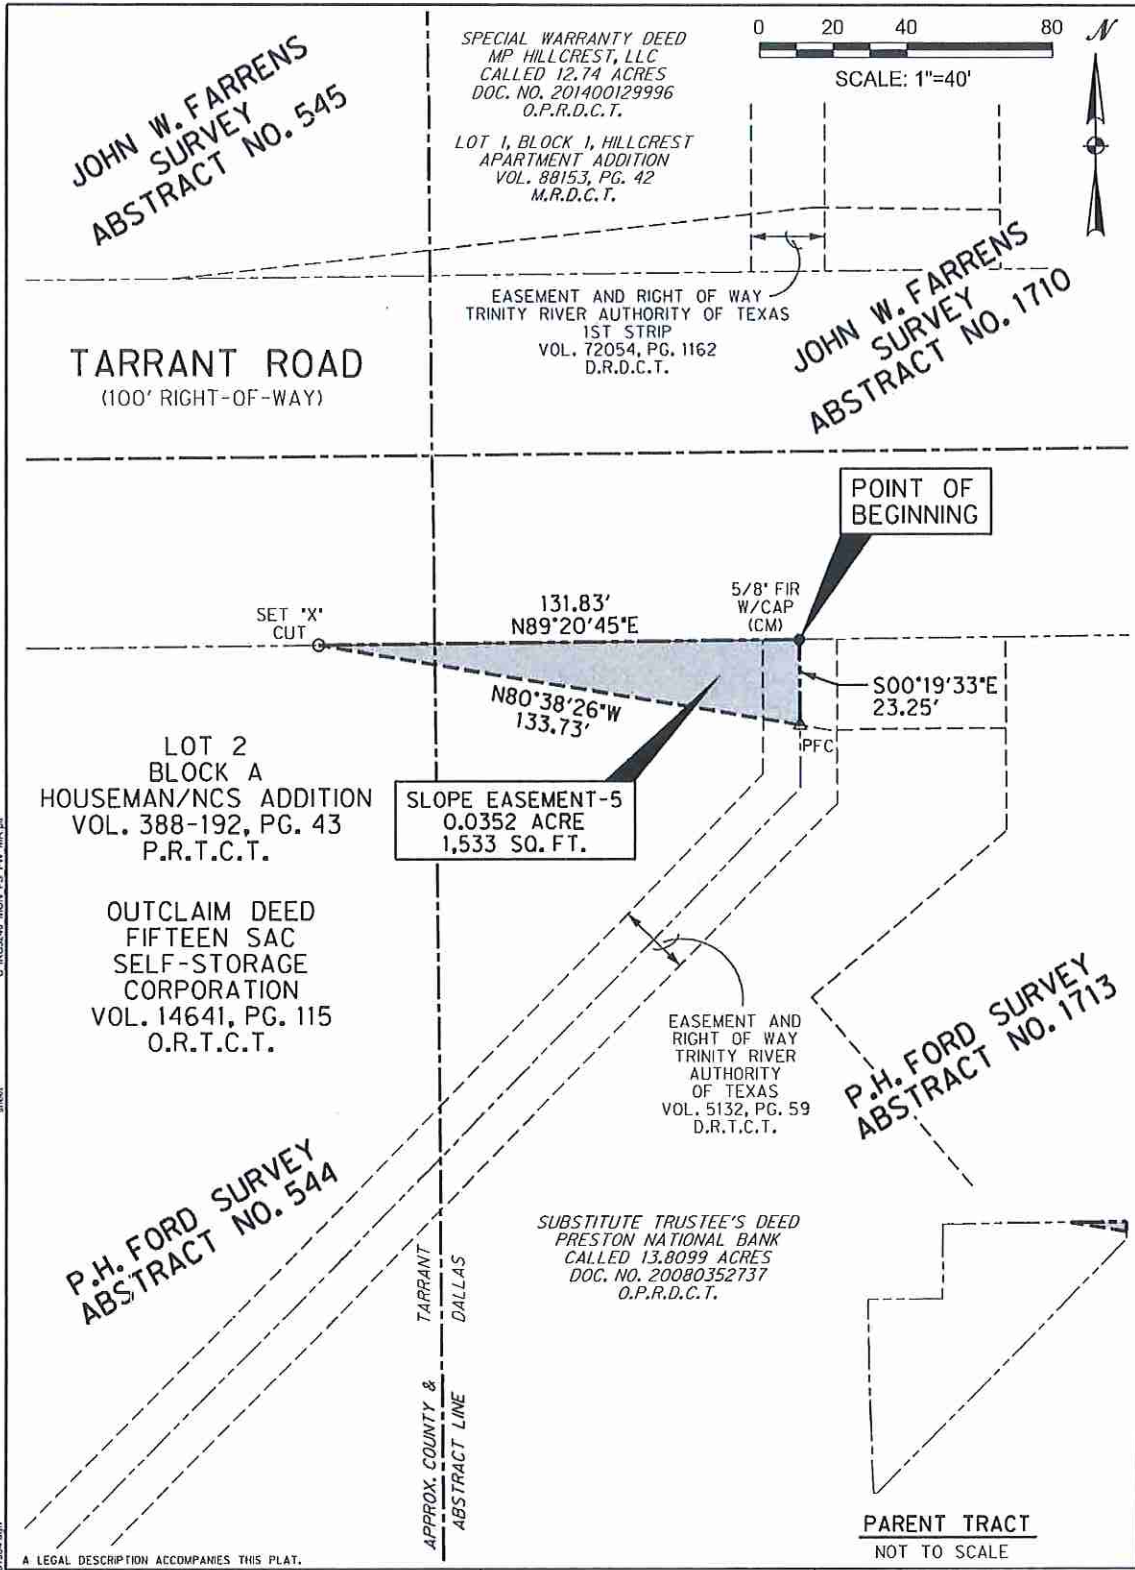 0 20 40 80
N
SCALE: 1"=40'
JOHN W. FARRENS
SURVEY
ABSTRACT NO. 545
SPECIAL WARRANTY DEED
MP HILLCREST, LLC
CALLED 12.74 ACRES
DOC. NO. 201400129996
O.P.R.D.C.T.
LOT 1, BLOCK 1, HILLCREST
APARTMENT ADDITION
VOL. 88153, PG. 42
M.R.D.C.T.
EASEMENT AND RIGHT OF WAY
TRINITY RIVER AUTHORITY OF TEXAS
1ST STRIP
VOL. 72054, PG. 1162
D.R.D.C.T.
JOHN W. FARRENS
SURVEY
ABSTRACT NO. 1710
TARRANT ROAD
(100' RIGHT-OF-WAY)
POINT OF
BEGINNING
SET "X"
CUT
131.83'
N89°20'45"E
5/8" FIR
W/CAP
(CM)
S00°19'33"E
23.25'
N80°38'26"W
133.73'
PFC
LOT 2
BLOCK A
HOUSEMAN/NCS ADDITION
VOL. 388-192, PG. 43
P.R.T.C.T.
SLOPE EASEMENT-5
0.0352 ACRE
1,533 SQ. FT.
OUTCLAIM DEED
FIFTEEN SAC
SELF-STORAGE
CORPORATION
VOL. 14641, PG. 115
O.R.T.C.T.
EASEMENT AND
RIGHT OF WAY
TRINITY RIVER
AUTHORITY
OF TEXAS
VOL. 5132, PG. 59
D.R.T.C.T.
P.H. FORD SURVEY
ABSTRACT NO. 1713
P.H. FORD SURVEY
ABSTRACT NO. 544
SUBSTITUTE TRUSTEE'S DEED
PRESTON NATIONAL BANK
CALLED 13.8099 ACRES
DOC. NO. 20080352737
O.P.R.D.C.T.
TARRANT
DALLAS
APPROX. COUNTY &
ABSTRACT LINE
PARENT TRACT
NOT TO SCALE
A LEGAL DESCRIPTION ACCOMPANIES THIS PLAT.